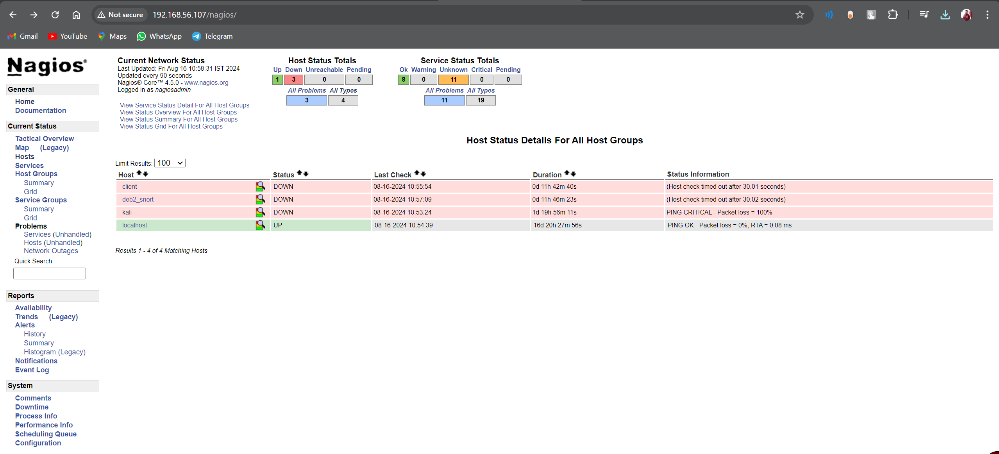 Not secure 192.168.56.107/nagios/
Gmail YouTube Maps WhatsApp Telegram
Nagios®
General
Home
Documentation
Current Status
Tactical Overview
Map (Legacy)
Hosts
Services
Host Groups
Summary
Grid
Service Groups
Summary
Grid
Problems
Services (Unhandled)
Hosts (Unhandled)
Network Outages
Quick Search:
Reports
Availability
Trends (Legacy)
Alerts
History
Summary
Histogram (Legacy)
Notifications
Event Log
System
Comments
Downtime
Process Info
Performance Info
Scheduling Queue
Configuration
Current Network Status
Last Updated: Fri Aug 16 10:58:31 IST 2024
Updated every 90 seconds
Nagios® Core™ 4.5.0 - www.nagios.org
Logged in as nagiosadmin
View Service Status Detail For All Host Groups
View Status Overview For All Host Groups
View Status Summary For All Host Groups
View Status Grid For All Host Groups
Host Status Totals
Up Down Unreachable Pending
1 3 0 0
All Problems All Types
3 4
Service Status Totals
Ok Warning Unknown Critical Pending
8 0 11 0 0
All Problems All Types
11 19
Host Status Details For All Host Groups
Limit Results: 100
Host Status Last Check Duration Status Information
client DOWN 08-16-2024 10:55:54 0d 11h 42m 40s (Host check timed out after 30.01 seconds)
deb2_snort DOWN 08-16-2024 10:57:09 0d 11h 46m 23s (Host check timed out after 30.02 seconds)
kali DOWN 08-16-2024 10:53:24 1d 19h 56m 11s PING CRITICAL - Packet loss = 100%
localhost UP 08-16-2024 10:54:39 16d 20h 27m 56s PING OK - Packet loss = 0%, RTA = 0.08 ms
Results 1 - 4 of 4 Matching Hosts